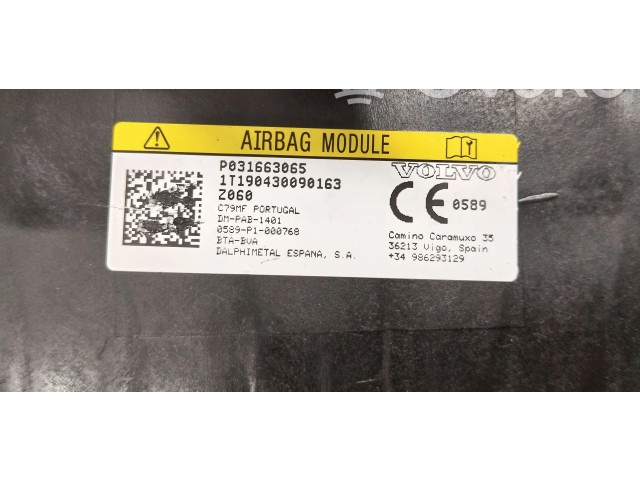 AIRBAG MODULE
P031663065
1T190430090163
Z060
C79MF PORTUGAL
DM-PAB-1401
0589-P1-000768
BTA-BVA
DALPHIMETAL ESPANA, S.A.
VOLVO
CE 0589
Camino Caramuxo 35
36213 Vigo, Spain
+34 986293129